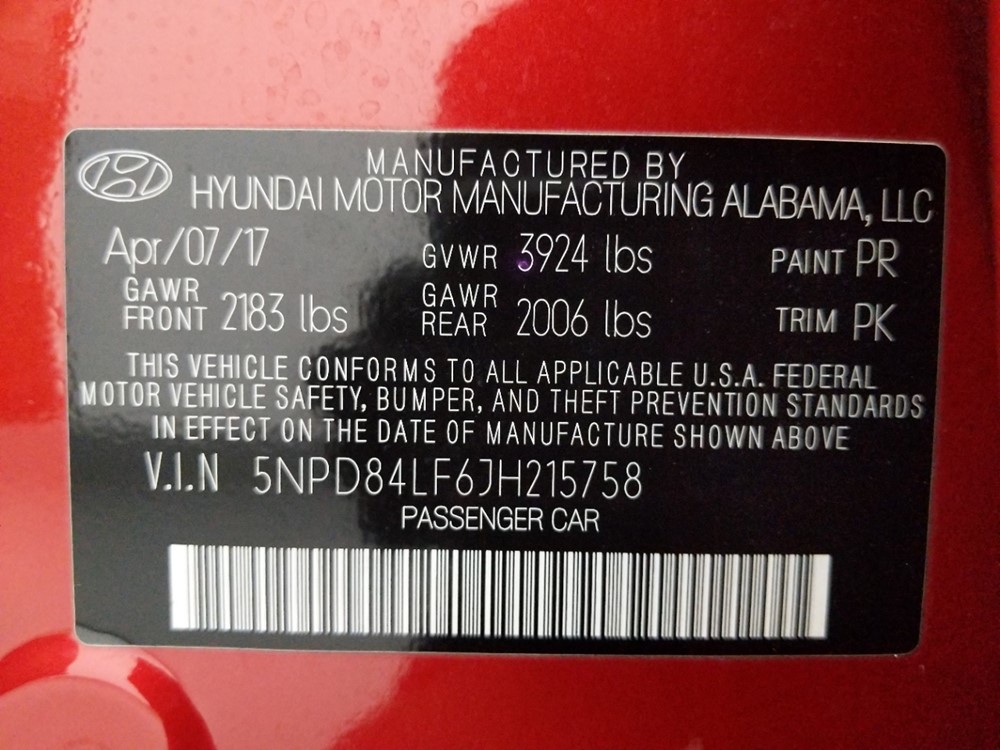 MANUFACTURED BY
HYUNDAI MOTOR MANUFACTURING ALABAMA, LLC
Apr/07/17 GVWR 3924 lbs PAINT PR
GAWR FRONT 2183 lbs GAWR REAR 2006 lbs TRIM PK
THIS VEHICLE CONFORMS TO ALL APPLICABLE U.S.A. FEDERAL
MOTOR VEHICLE SAFETY, BUMPER, AND THEFT PREVENTION STANDARDS
IN EFFECT ON THE DATE OF MANUFACTURE SHOWN ABOVE
V.I.N 5NPD84LF6JH215758
PASSENGER CAR